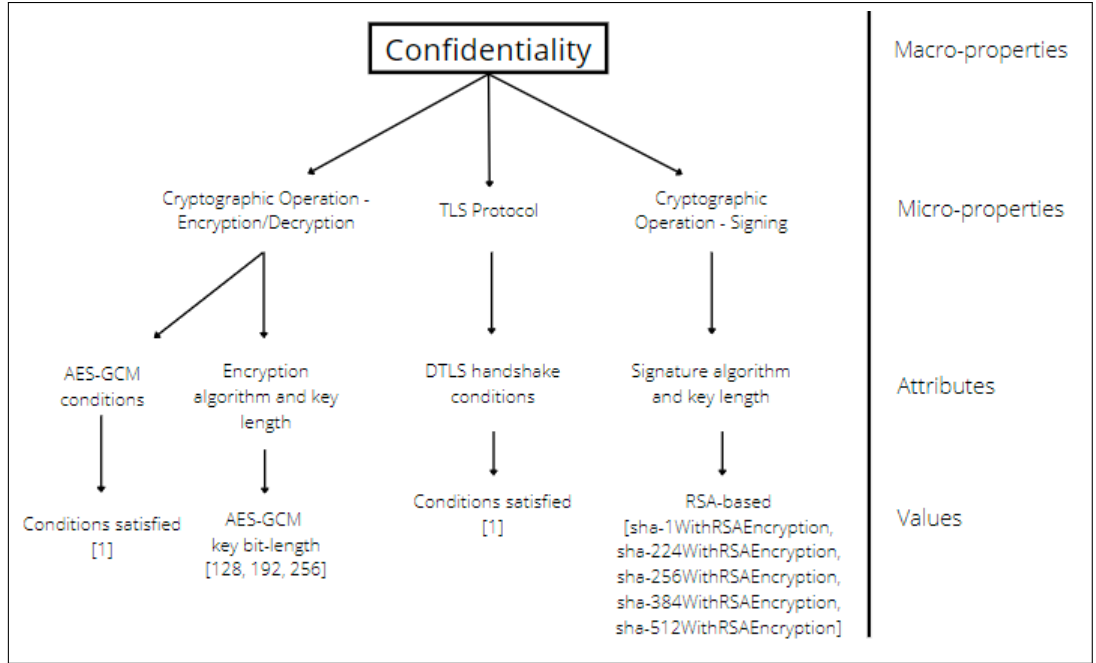 Confidentiality
Macro-properties
Cryptographic Operation -
Encryption/Decryption
TLS Protocol
Cryptographic
Operation - Signing
Micro-properties
AES-GCM
conditions
Encryption
algorithm and key
length
DTLS handshake
conditions
Signature algorithm
and key length
Attributes
Conditions satisfied
[1]
AES-GCM
key bit-length
[128, 192, 256]
Conditions satisfied
[1]
RSA-based
[sha-1WithRSAEncryption,
sha-224WithRSAEncryption,
sha-256WithRSAEncryption,
sha-384WithRSAEncryption,
sha-512WithRSAEncryption]
Values